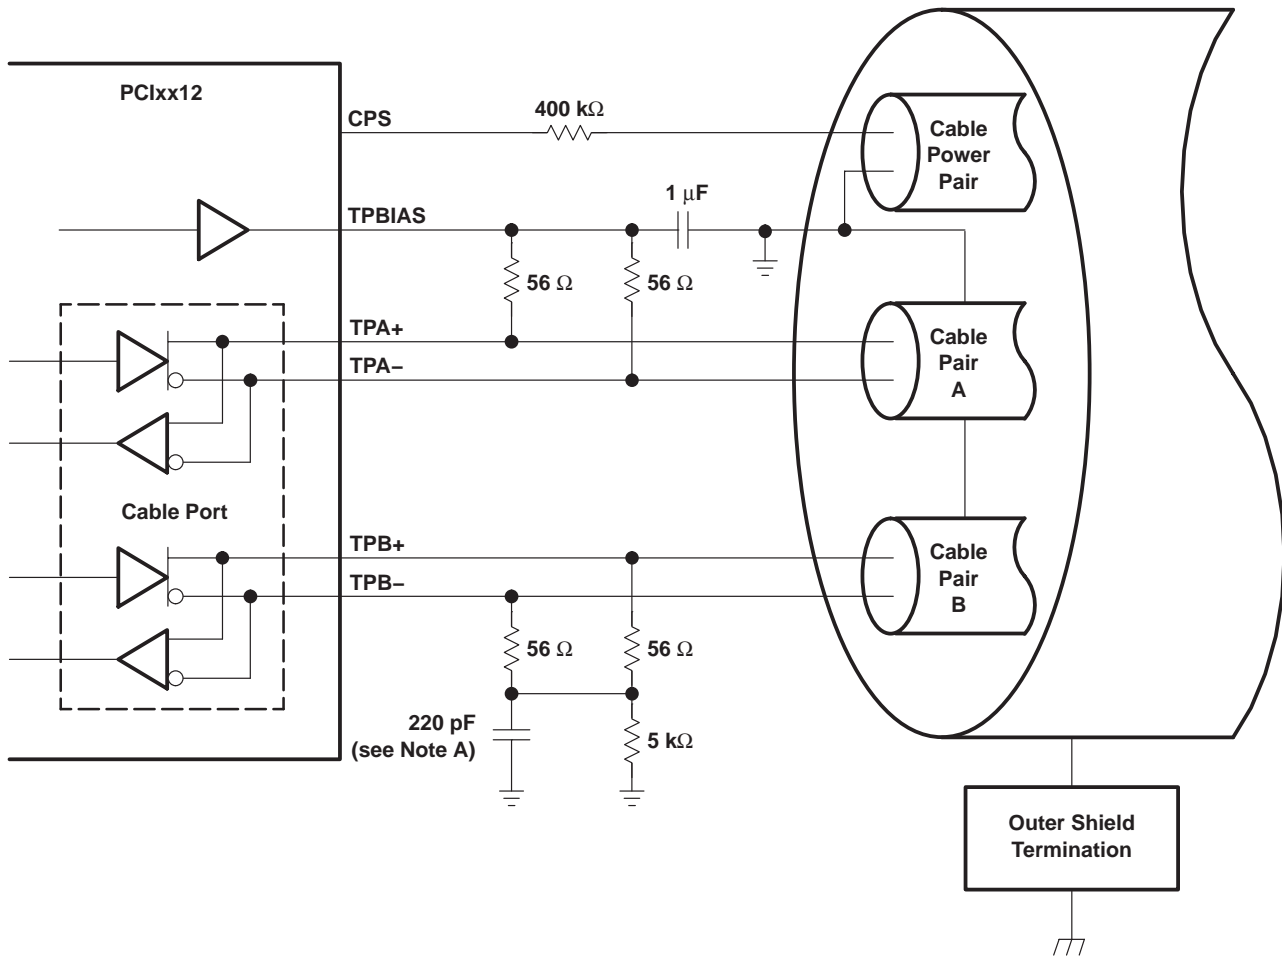 PCIxx12
CPS
400 kΩ
Cable
Power
Pair
TPBIAS
1 μF
56 Ω
56 Ω
TPA+
TPA−
Cable
Pair
A
Cable Port
TPB+
TPB−
Cable
Pair
B
56 Ω
56 Ω
220 pF
(see Note A)
5 kΩ
Outer Shield
Termination